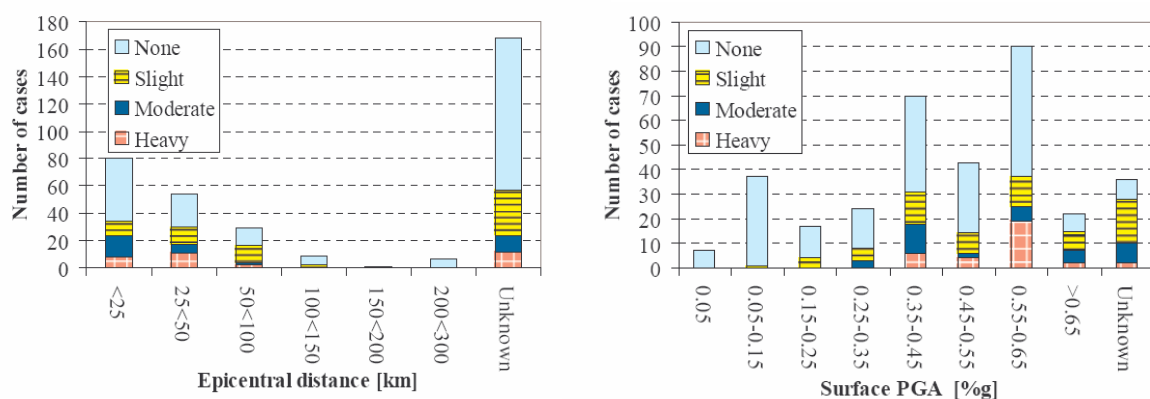 180
160
140
120
100
80
60
40
20
0
Number of cases
None
Slight
Moderate
Heavy
<25
25<50
50<100
100<150
150<200
200<300
Unknown
Epicentral distance [km]
100
90
80
70
60
50
40
30
20
10
0
Number of cases
None
Slight
Moderate
Heavy
0.05
0.05-0.15
0.15-0.25
0.25-0.35
0.35-0.45
0.45-0.55
0.55-0.65
>0.65
Unknown
Surface PGA [%g]